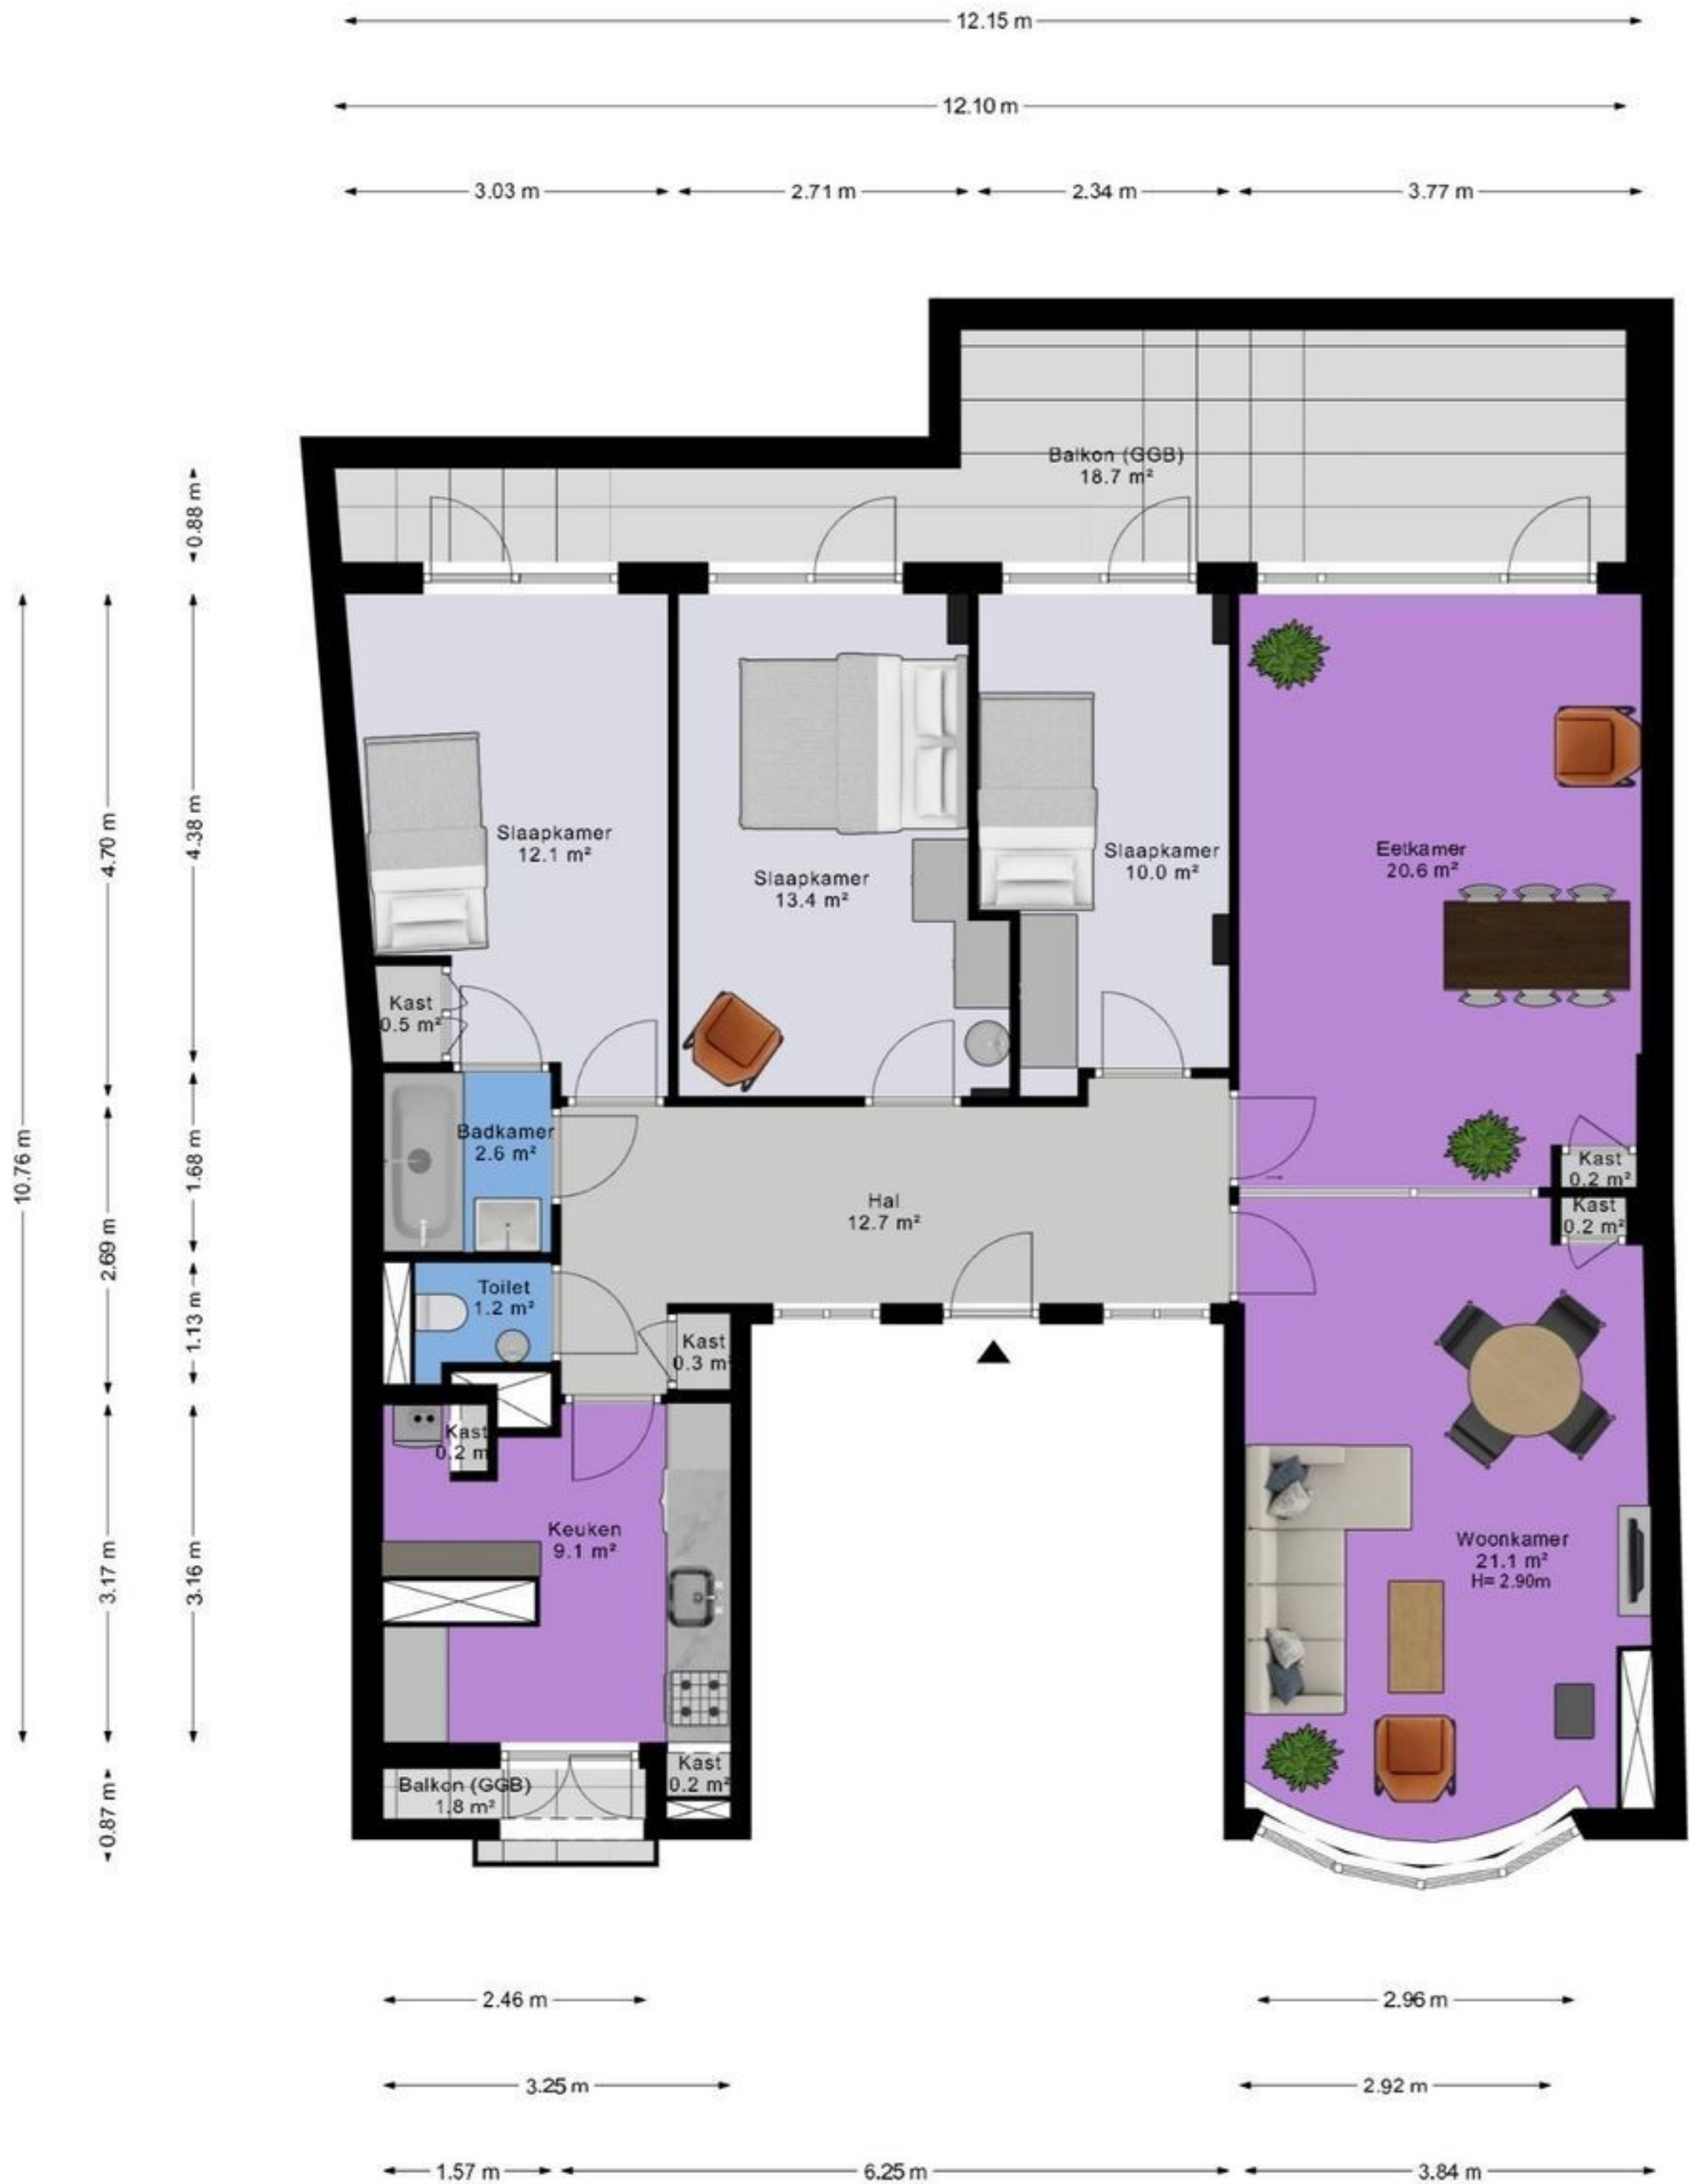 12.15 m
12.10 m
3.03 m
2.71 m
2.34 m
3.77 m
0.88 m
10.76 m
4.70 m
2.69 m
3.17 m
0.87 m
4.38 m
1.68 m
1.13 m
3.16 m
Balkon (GGB)
18.7 m²
Slaapkamer
12.1 m²
Slaapkamer
13.4 m²
Slaapkamer
10.0 m²
Eetkamer
20.6 m²
Kast
0.5 m²
Badkamer
2.6 m²
Hal
12.7 m²
Kast
0.2 m²
Kast
0.2 m²
Toilet
1.2 m²
Kast
0.3 m
Kast
0.2 m
Keuken
9.1 m²
Woonkamer
21.1 m²
H= 2.90m
Balkon (GGB)
1.8 m²
Kast
0.2 m²
2.46 m
2.96 m
3.25 m
2.92 m
1.57 m
6.25 m
3.84 m